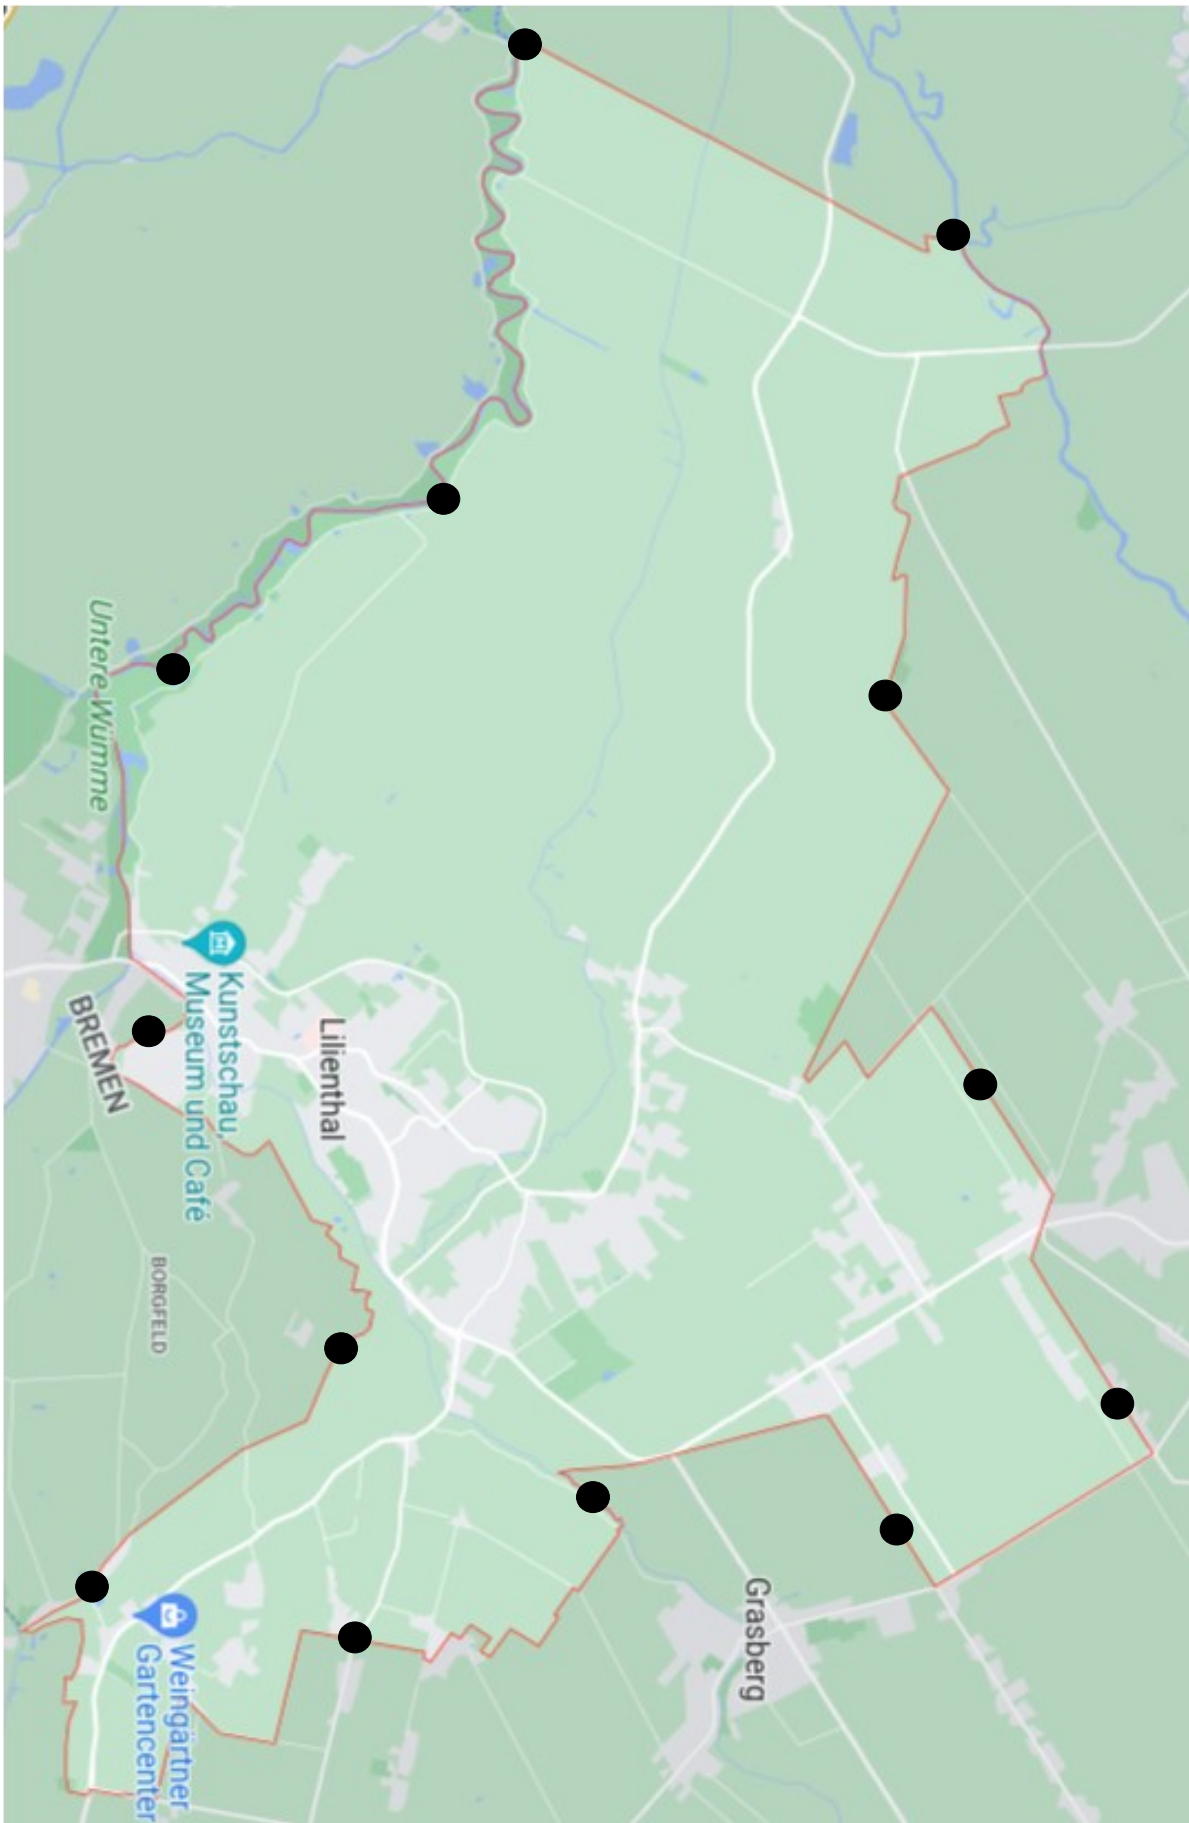 Untere Wümme
Kunstschau,
Museum und Café
Lilienthal
BREMEN
BORGFELD
Grasberg
Weingärtner
Gartencenter